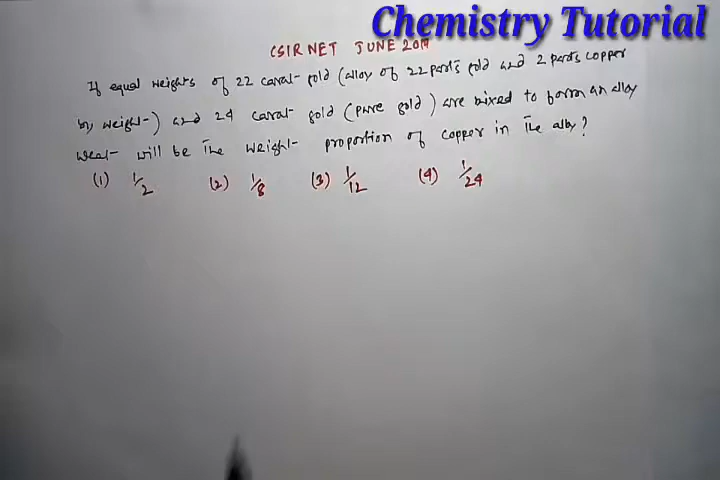 Chemistry Tutorial
CSIR NET JUNE 2017
If equal weights of 22 carat gold (alloy of 22 parts gold and 2 parts copper
by weight) and 24 carat gold (pure gold) are mixed to form an alloy
what will be the weight proportion of copper in the alloy?
(1) 1/2 (2) 1/8 (3) 1/12 (4) 1/24